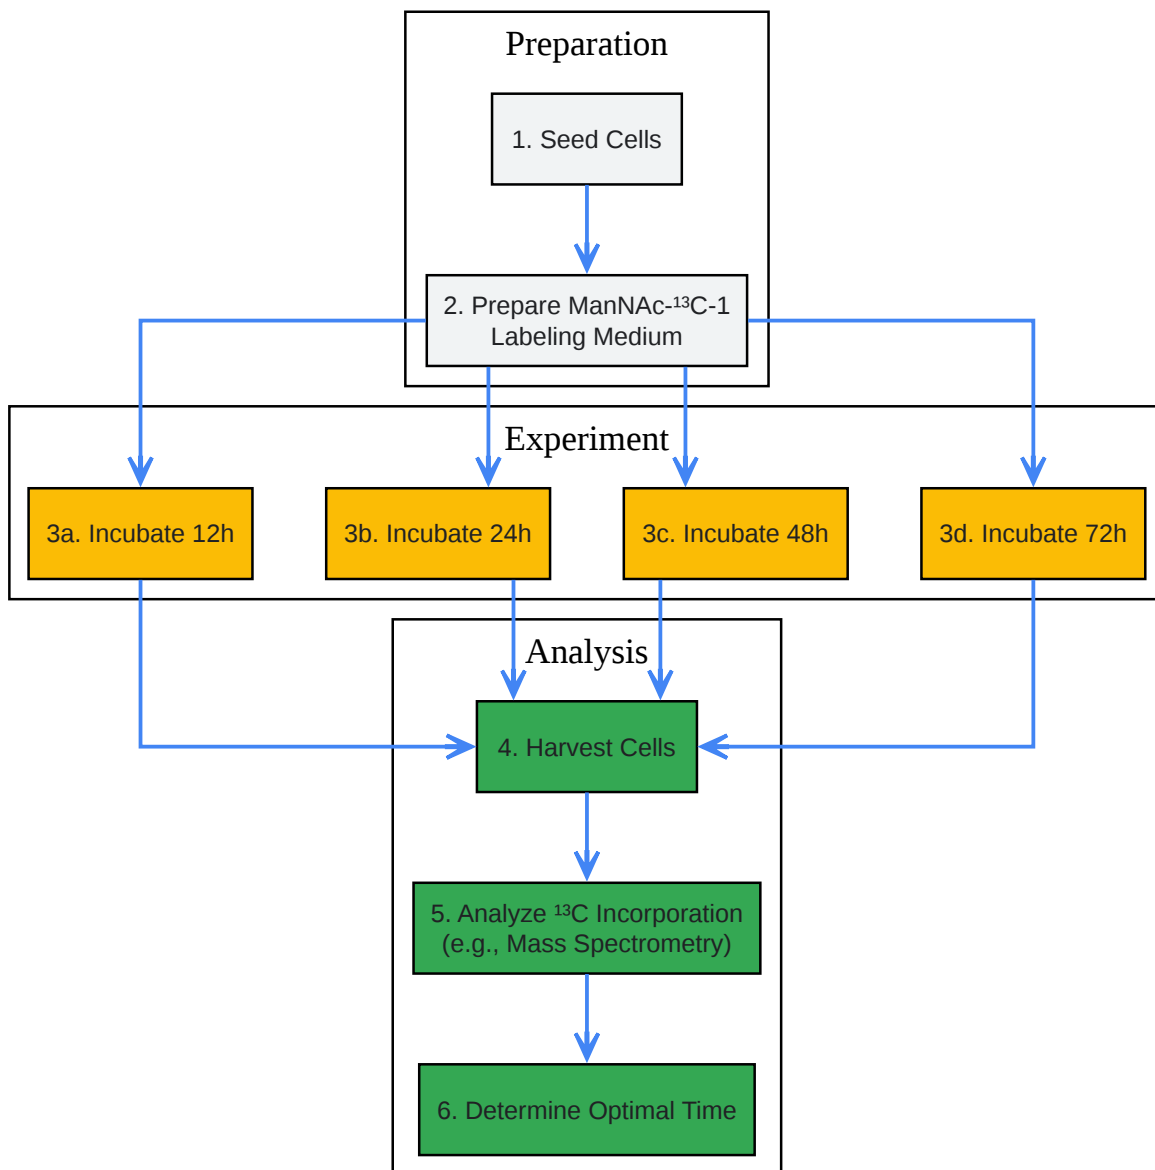 Preparation
1. Seed Cells
2. Prepare ManNAc-¹³C-1
Labeling Medium
Experiment
3a. Incubate 12h
3b. Incubate 24h
3c. Incubate 48h
3d. Incubate 72h
Analysis
4. Harvest Cells
5. Analyze ¹³C Incorporation
(e.g., Mass Spectrometry)
6. Determine Optimal Time